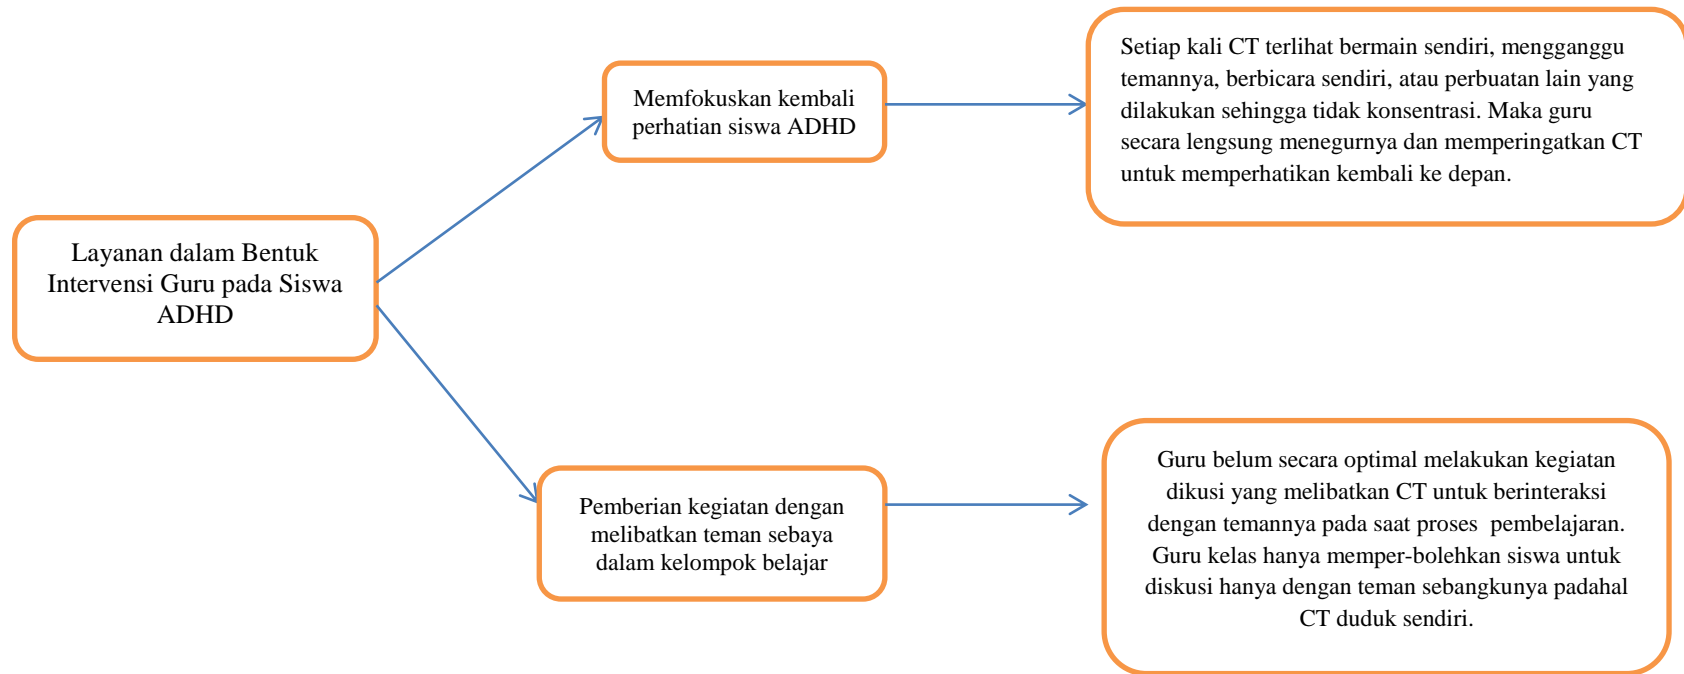 Layanan dalam Bentuk
Intervensi Guru pada Siswa
ADHD
Memfokuskan kembali
perhatian siswa ADHD
Setiap kali CT terlihat bermain sendiri, mengganggu
temannya, berbicara sendiri, atau perbuatan lain yang
dilakukan sehingga tidak konsentrasi. Maka guru
secara lengsung menegurnya dan memperingatkan CT
untuk memperhatikan kembali ke depan.
Pemberian kegiatan dengan
melibatkan teman sebaya
dalam kelompok belajar
Guru belum secara optimal melakukan kegiatan
dikusi yang melibatkan CT untuk berinteraksi
dengan temannya pada saat proses  pembelajaran.
Guru kelas hanya memper-bolehkan siswa untuk
diskusi hanya dengan teman sebangkunya padahal
CT duduk sendiri.